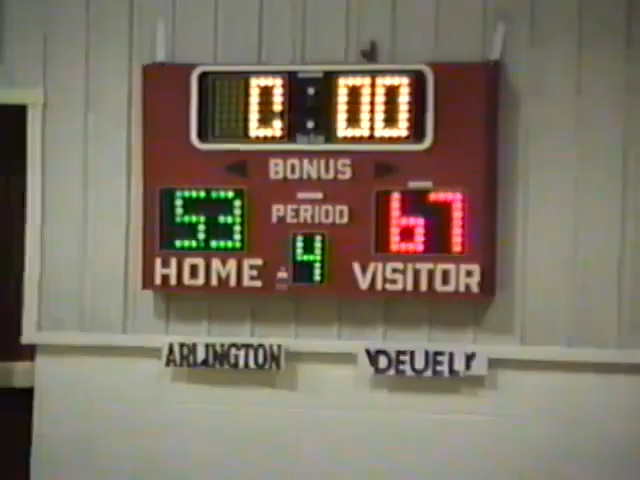 0:00
BONUS
53 PERIOD 67
4
HOME VISITOR
ARLINGTON DEUEL